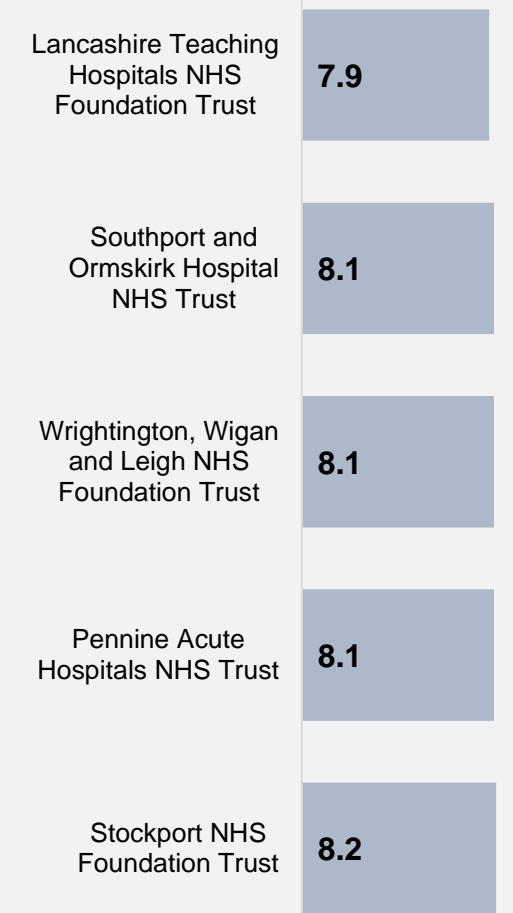 Lancashire Teaching
Hospitals NHS
Foundation Trust
7.9
Southport and
Ormskirk Hospital
NHS Trust
8.1
Wrightington, Wigan
and Leigh NHS
Foundation Trust
8.1
Pennine Acute
Hospitals NHS Trust
8.1
Stockport NHS
Foundation Trust
8.2